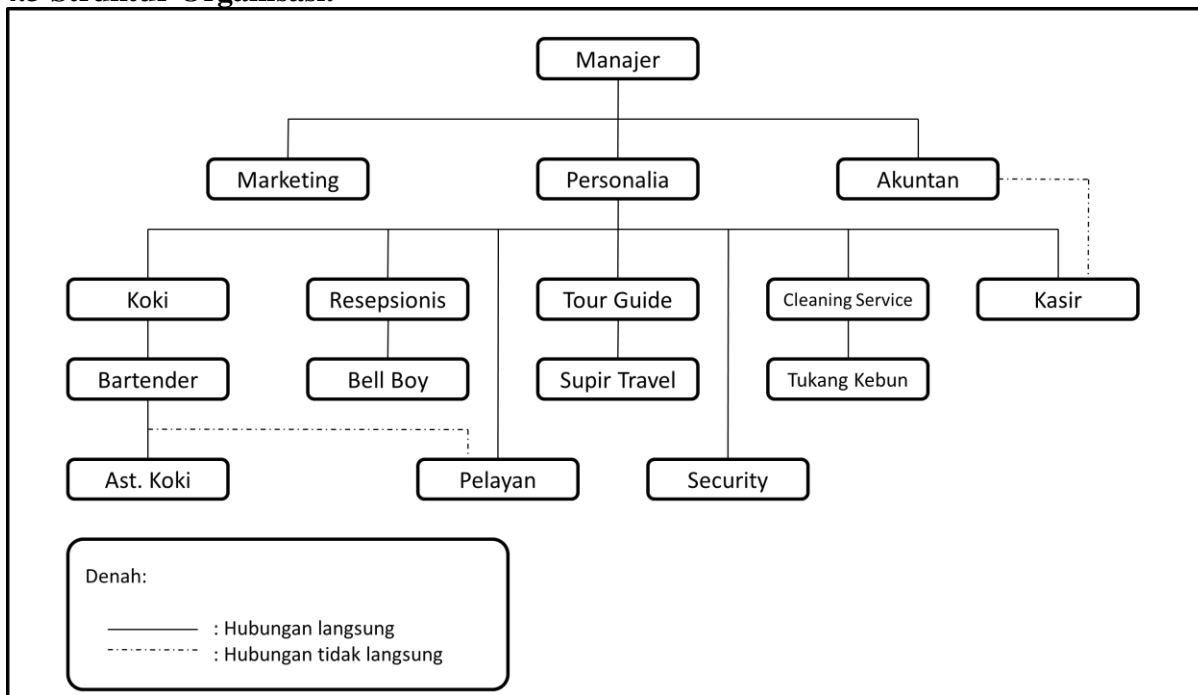 Manajer
Marketing
Personalia
Akuntan
Koki
Resepsionis
Tour Guide
Cleaning Service
Kasir
Bartender
Bell Boy
Supir Travel
Tukang Kebun
Ast. Koki
Pelayan
Security
Denah:
: Hubungan langsung
: Hubungan tidak langsung